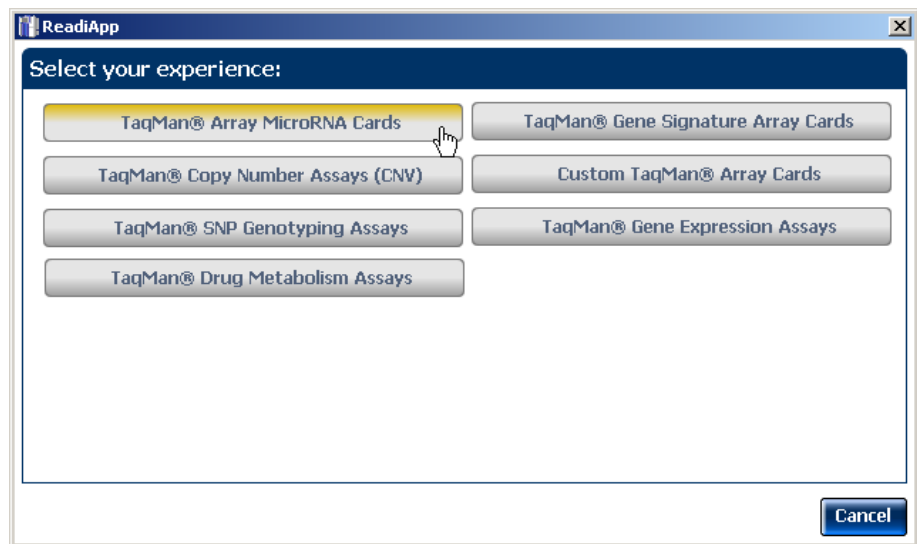 ReadiApp
Select your experience:
TaqMan® Array MicroRNA Cards
TaqMan® Gene Signature Array Cards
TaqMan® Copy Number Assays (CNV)
Custom TaqMan® Array Cards
TaqMan® SNP Genotyping Assays
TaqMan® Gene Expression Assays
TaqMan® Drug Metabolism Assays
Cancel